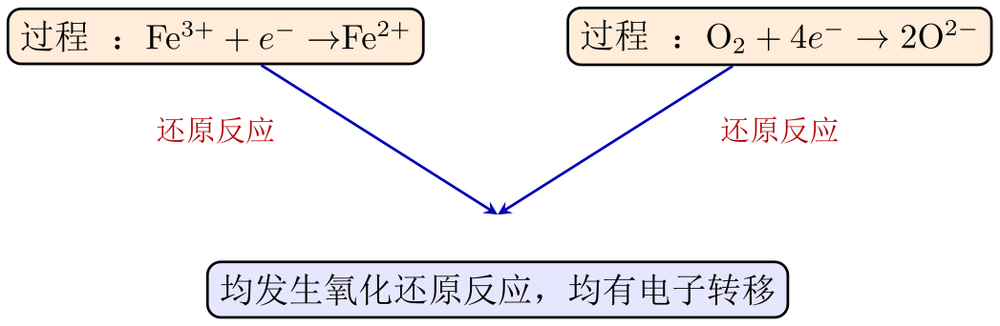 过程 ：Fe³⁺ + e⁻ →Fe²⁺
过程 ：O₂ + 4e⁻ → 2O²⁻
还原反应
还原反应
均发生氧化还原反应，均有电子转移